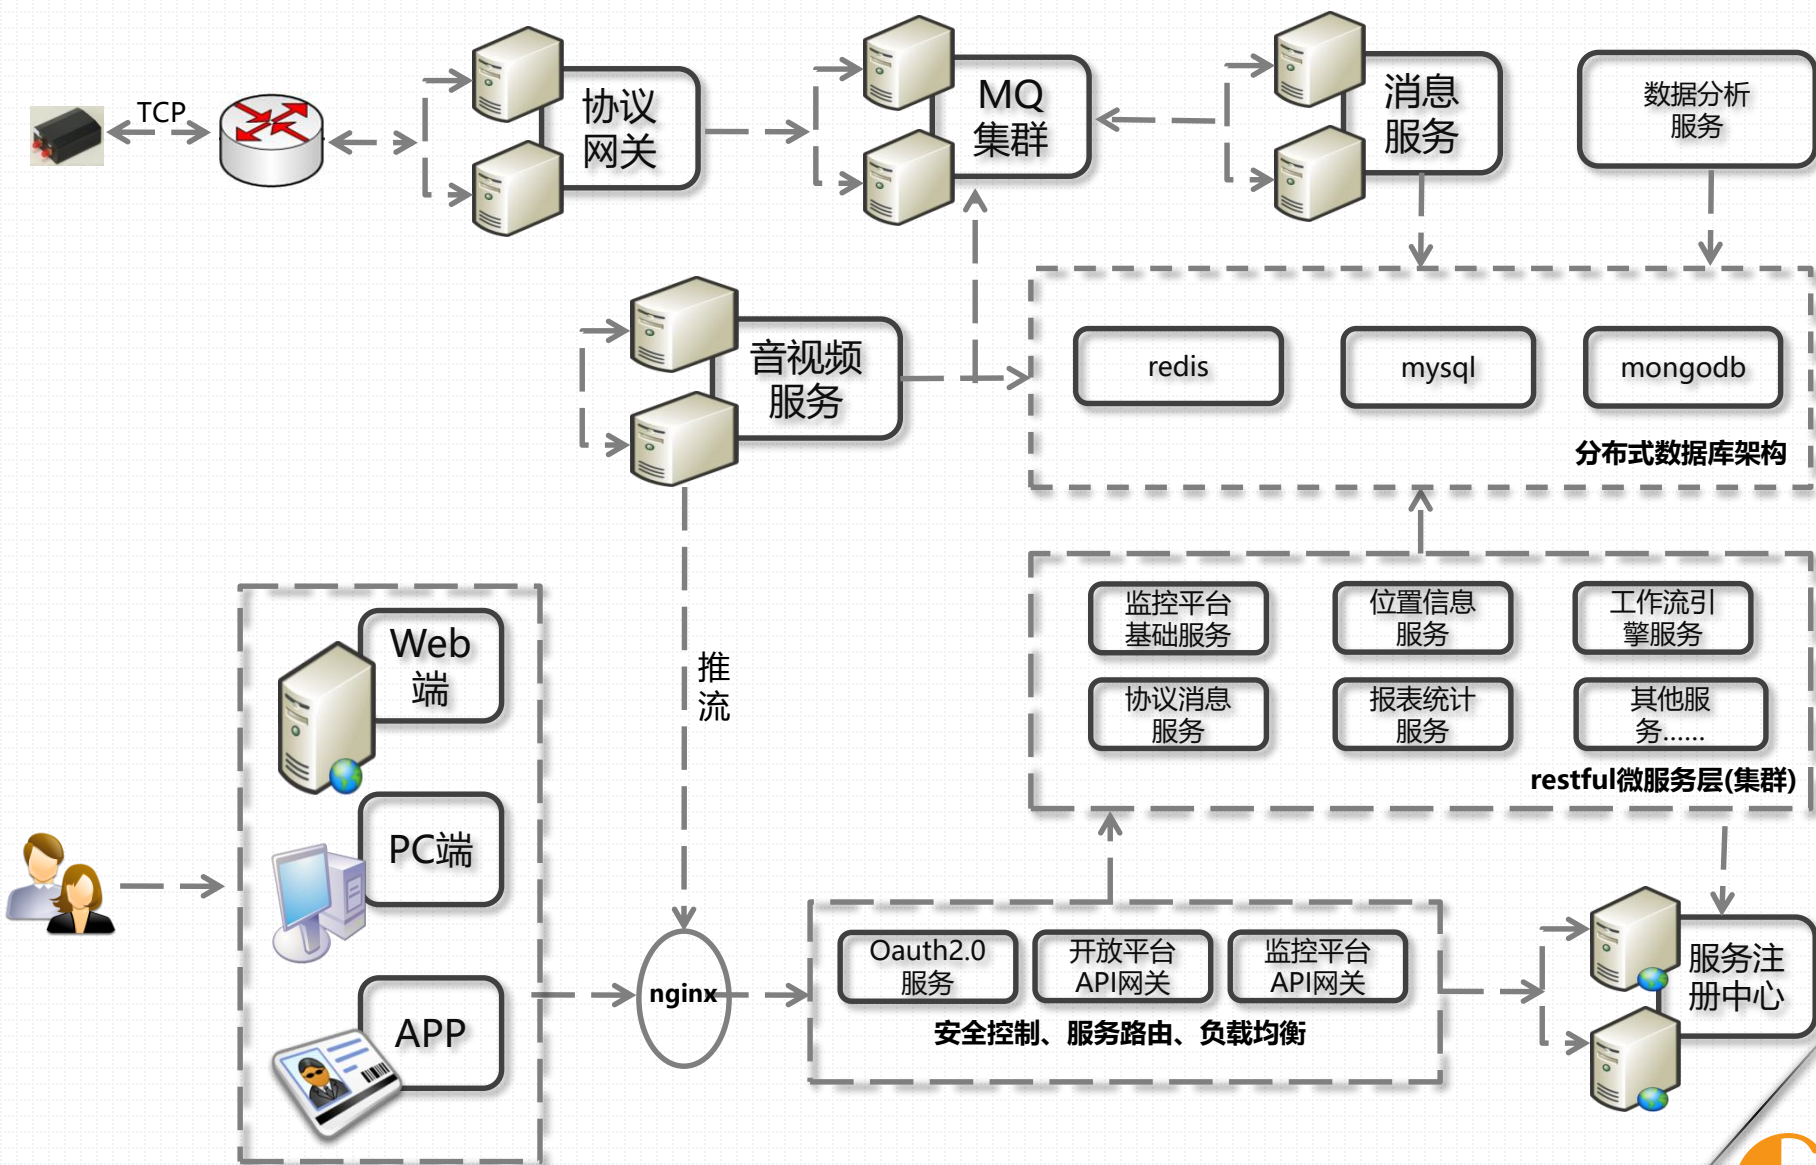 TCP
协议
网关
MQ
集群
消息
服务
数据分析
服务
音视频
服务
redis
mysql
mongodb
分布式数据库架构
推
流
监控平台
基础服务
位置信息
服务
工作流引
擎服务
协议消息
服务
报表统计
服务
其他服
务......
restful微服务层(集群)
Web
端
PC端
APP
nginx
Oauth2.0
服务
开放平台
API网关
监控平台
API网关
安全控制、服务路由、负载均衡
服务注
册中心